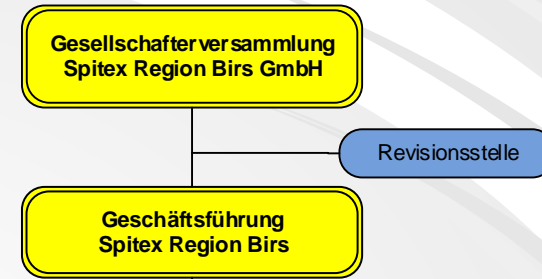 Gesellschafterversammlung
Spitex Region Birs GmbH
Revisionsstelle
Geschäftsführung
Spitex Region Birs